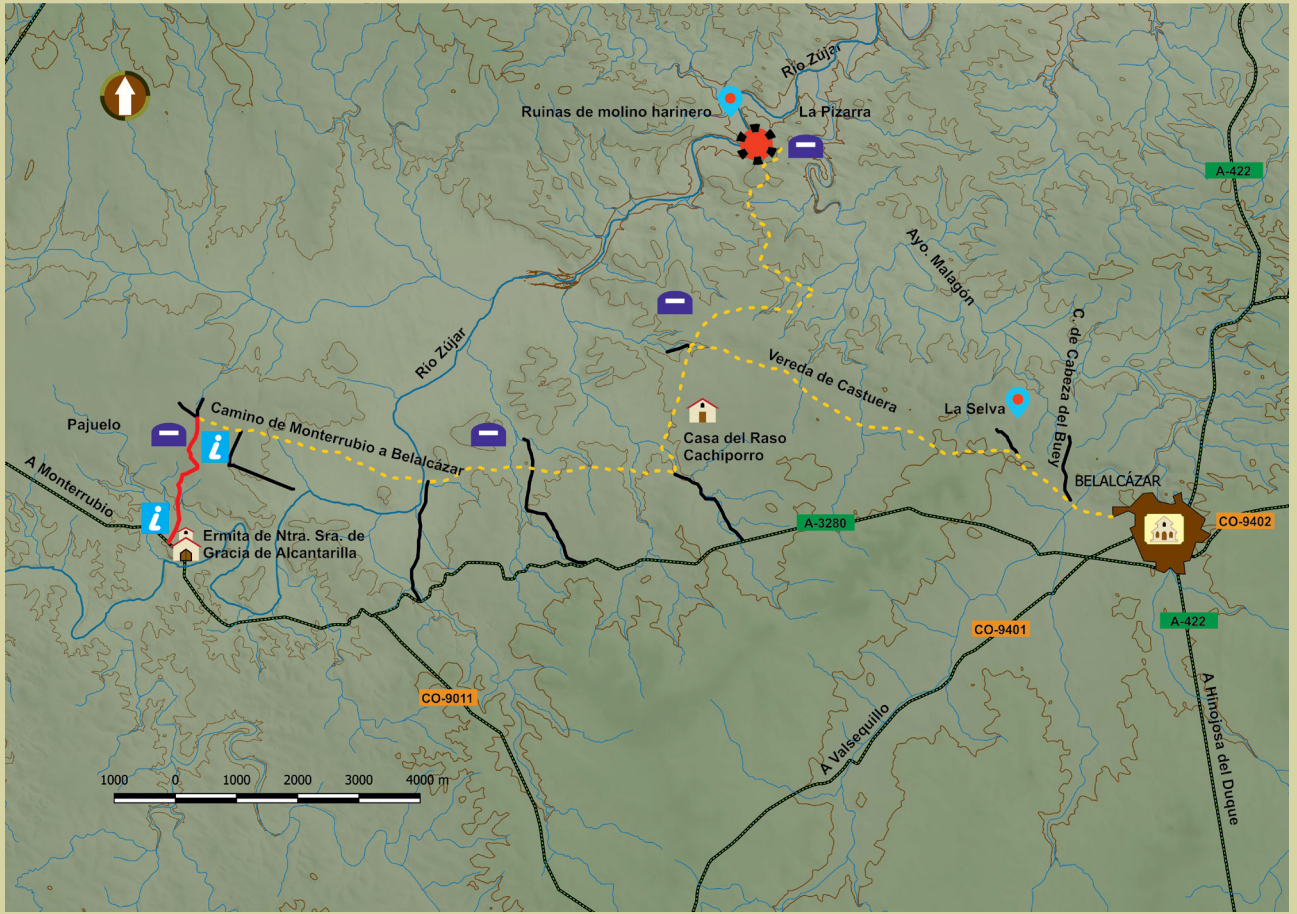 Río Zújar
Ruinas de molino harinero
La Pizarra
A-422
Ayo. Malagón
C. de Cabeza del Buey
Río Zújar
Vereda de Castuera
La Selva
Camino de Monterrubio a Belalcázar
Pajuelo
i
Casa del Raso
Cachiporro
A Monterrubio
BELALCÁZAR
i
Ermita de Ntra. Sra. de
Gracia de Alcantarilla
A-3280
CO-9402
CO-9401
A-422
CO-9011
A Valsequillo
A Hinojosa del Duque
1000 0 1000 2000 3000 4000 m